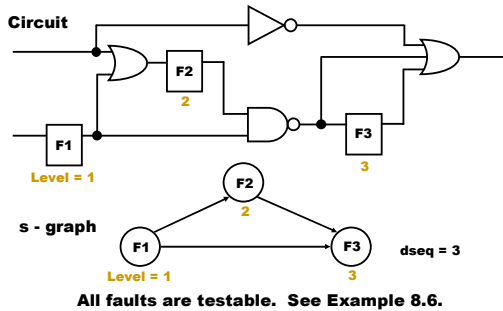 Circuit
F2
2
F1
Level = 1
F3
3
F2
2
s - graph
F1
F3
dseq = 3
Level = 1
3
All faults are testable. See Example 8.6.